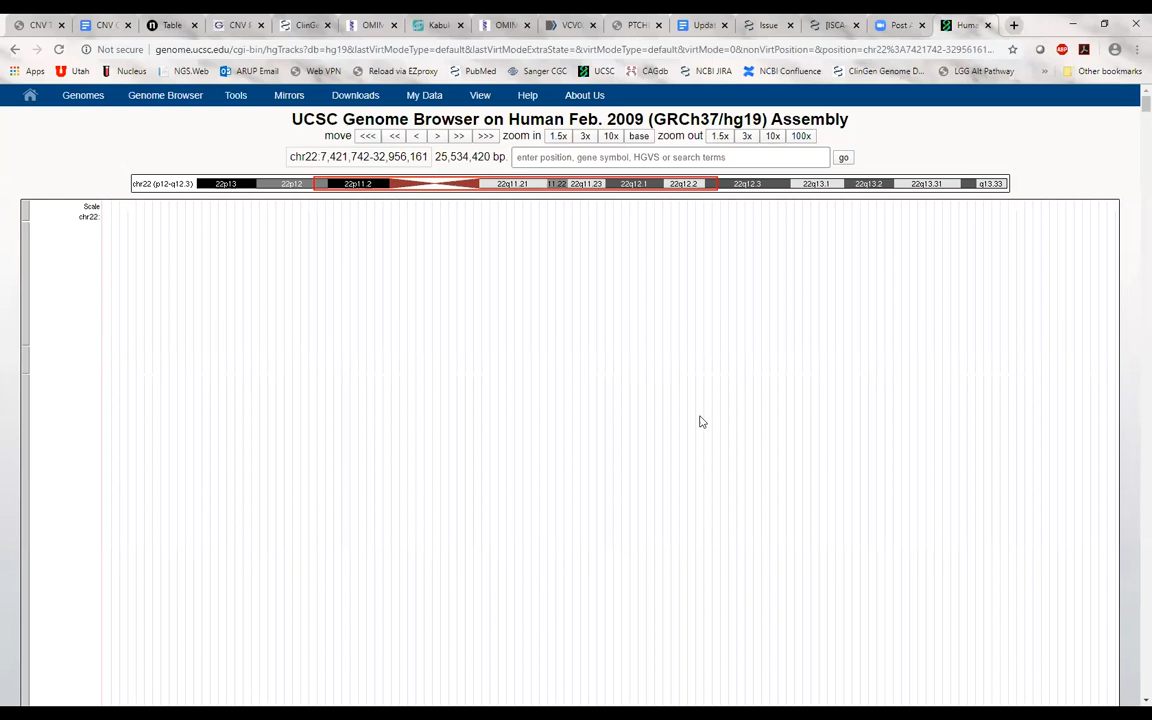 CNV T
CNV C
Table
CNV I
ClinGe
OMIM
Kabul
OMIM
VCV0
PTCHI
Updat
Issue
[ISCA
Post A
Huma
Not secure
genome.ucsc.edu/cgi-bin/hgTracks?db=hg19&lastVirtModeType=default&lastVirtModeExtraState=&virtModeType=default&virtMode=0&nonVirtPosition=&position=chr22%3A7421742-32956161...
Apps
Utah
Nucleus
NGS.Web
ARUP Email
Web VPN
Reload via EZproxy
PubMed
Sanger CGC
UCSC
CAGdb
NCBI JIRA
NCBI Confluence
ClinGen Genome D...
LGG Alt Pathway
»
Other bookmarks
Genomes
Genome Browser
Tools
Mirrors
Downloads
My Data
View
Help
About Us
UCSC Genome Browser on Human Feb. 2009 (GRCh37/hg19) Assembly
move <<< << < > >> >>> zoom in 1.5x 3x 10x base zoom out 1.5x 3x 10x 100x
chr22:7,421,742-32,956,161 25,534,420 bp. enter position, gene symbol, HGVS or search terms go
chr22 (p12-q12.3) 22p13 22p12 22p11.2 22q11.21 11.22 22q11.23 22q12.1 22q12.2 22q12.3 22q13.1 22q13.2 22q13.31 q13.33
Scale
chr22: